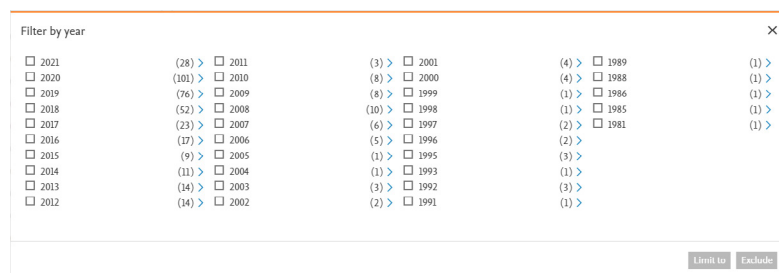 Filter by year ×
2021 (28) > 2011 (3) > 2001 (4) > 1989 (1) >
2020 (101) > 2010 (8) > 2000 (4) > 1988 (1) >
2019 (76) > 2009 (8) > 1999 (1) > 1986 (1) >
2018 (52) > 2008 (10) > 1998 (1) > 1985 (1) >
2017 (23) > 2007 (6) > 1997 (2) > 1981 (1) >
2016 (17) > 2006 (5) > 1996 (2) >
2015 (9) > 2005 (1) > 1995 (3) >
2014 (11) > 2004 (1) > 1993 (1) >
2013 (14) > 2003 (3) > 1992 (3) >
2012 (14) > 2002 (2) > 1991 (1) >
Limit to Exclude